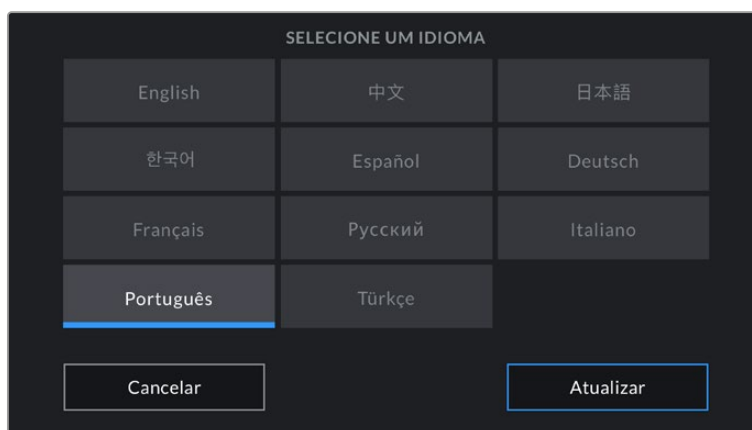 SELECIONE UM IDIOMA
English
中文
日本語
한국어
Español
Deutsch
Français
Русский
Italiano
Português
Türkçe
Cancelar
Atualizar